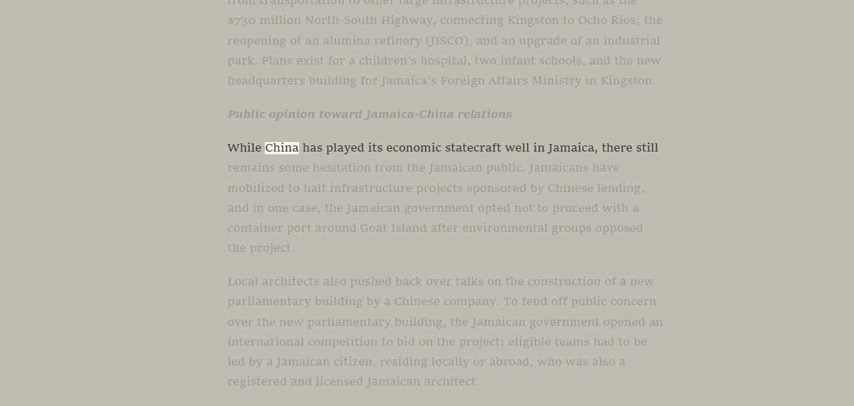 from transportation to other large infrastructure projects, such as the
$730 million North-South Highway, connecting Kingston to Ocho Rios; the
reopening of an alumina refinery (JISCO), and an upgrade of an industrial
park. Plans exist for a children's hospital, two infant schools, and the new
headquarters building for Jamaica's Foreign Affairs Ministry in Kingston.
Public opinion toward Jamaica-China relations
While China has played its economic statecraft well in Jamaica, there still
remains some hesitation from the Jamaican public. Jamaicans have
mobilized to halt infrastructure projects sponsored by Chinese lending,
and in one case, the Jamaican government opted not to proceed with a
container port around Goat Island after environmental groups opposed
the project.
Local architects also pushed back over talks on the construction of a new
parliamentary building by a Chinese company. To fend off public concern
over the new parliamentary building, the Jamaican government opened an
international competition to bid on the project: eligible teams had to be
led by a Jamaican citizen, residing locally or abroad, who was also a
registered and licensed Jamaican architect.